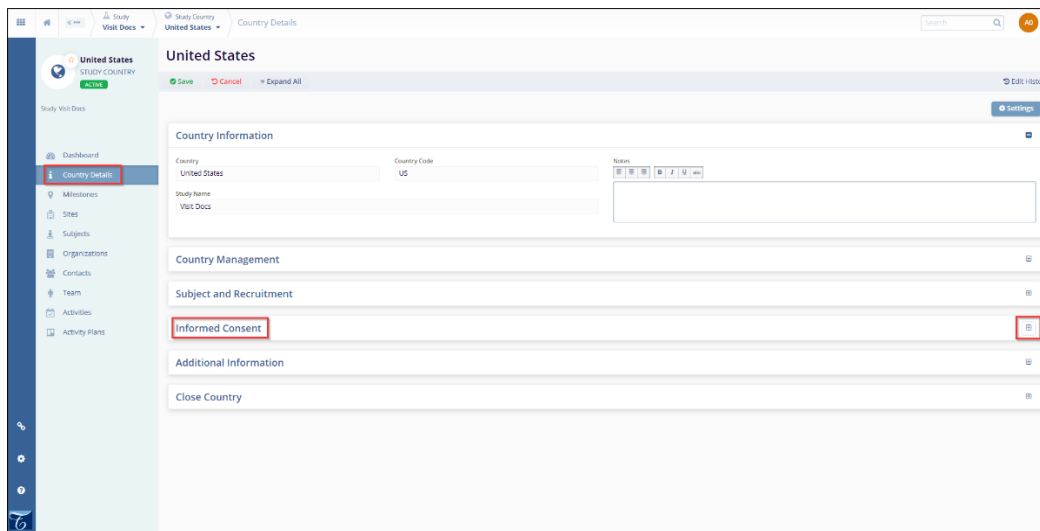 Study
Visit Docs
Study Country
United States
Country Details
Search
AD
United States
STUDY COUNTRY
ACTIVE
Study Visit Docs
Dashboard
Country Details
Milestones
Sites
Subjects
Organizations
Contacts
Team
Activities
Activity Plans
United States
Save Cancel Expand All Edit Histo
Settings
Country Information
Country Country Code Notes
United States US
B I U abc
Study Name
Visit Docs
Country Management
Subject and Recruitment
Informed Consent
Additional Information
Close Country